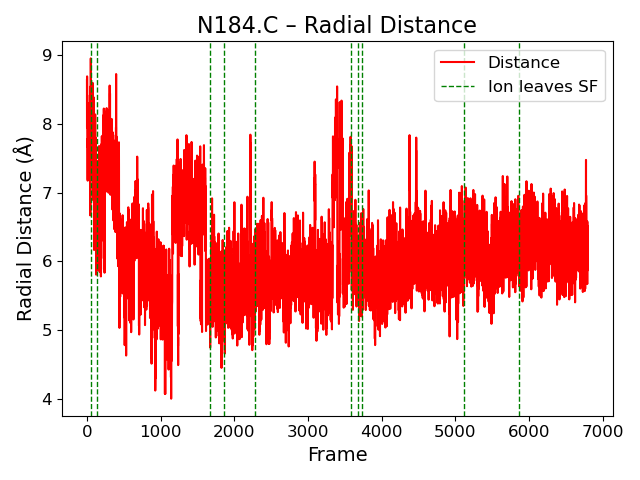 N184.C – Radial Distance
Distance
Ion leaves SF
Radial Distance (Å)
9
8
7
6
5
4
0 1000 2000 3000 4000 5000 6000 7000
Frame